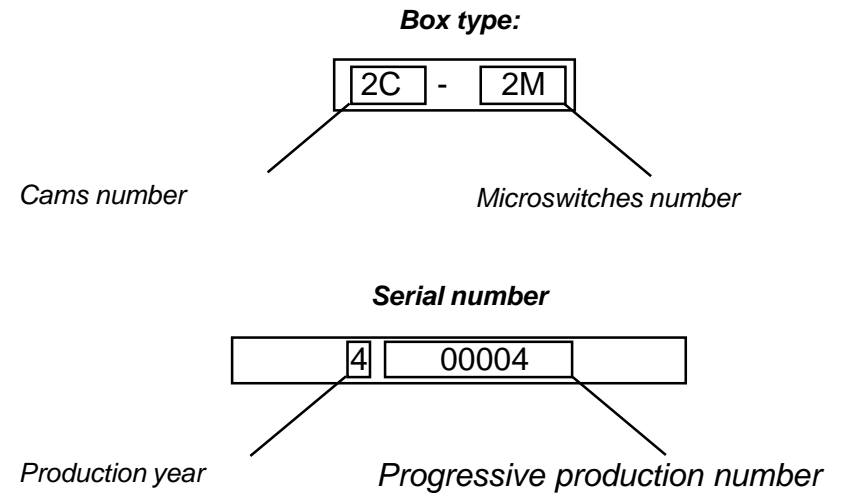 Box type:
2C - 2M
Cams number
Microswitches number
Serial number
4 00004
Production year
Progressive production number